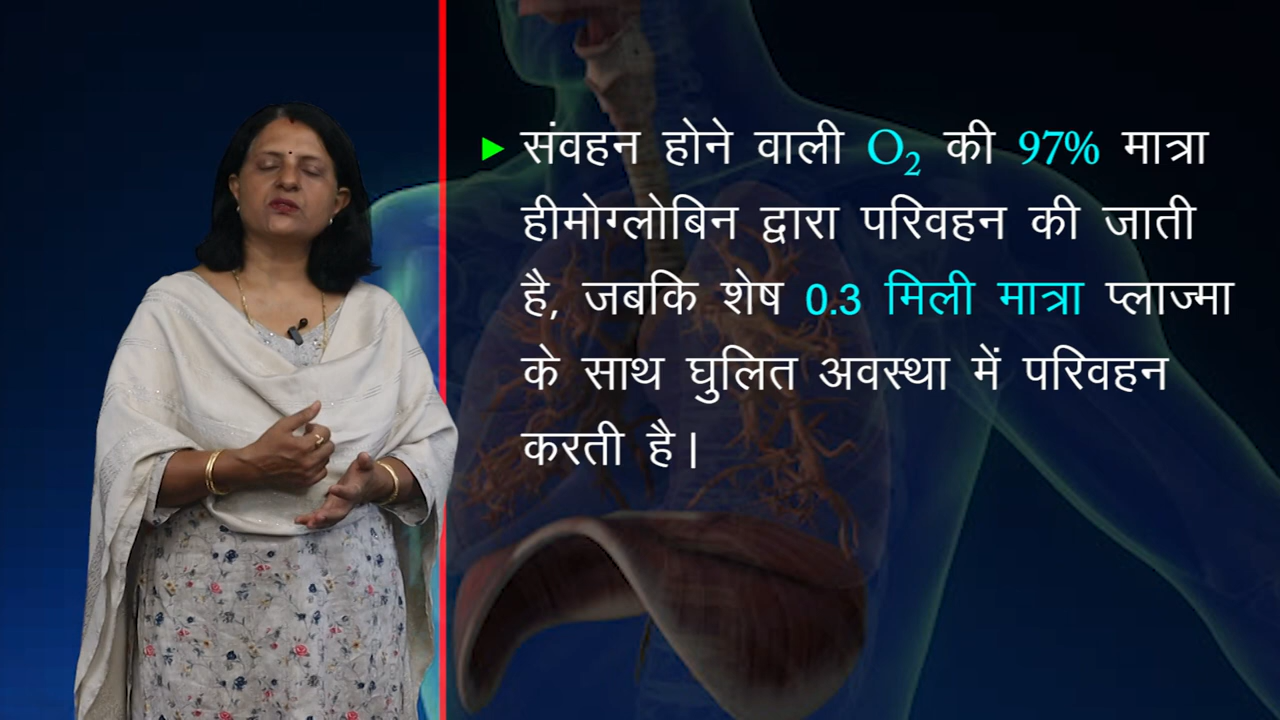 ▶ संवहन होने वाली O₂ की 97% मात्रा
हीमोग्लोबिन द्वारा परिवहन की जाती
है, जबकि शेष 0.3 मिली मात्रा प्लाज्मा
के साथ घुलित अवस्था में परिवहन
करती है।